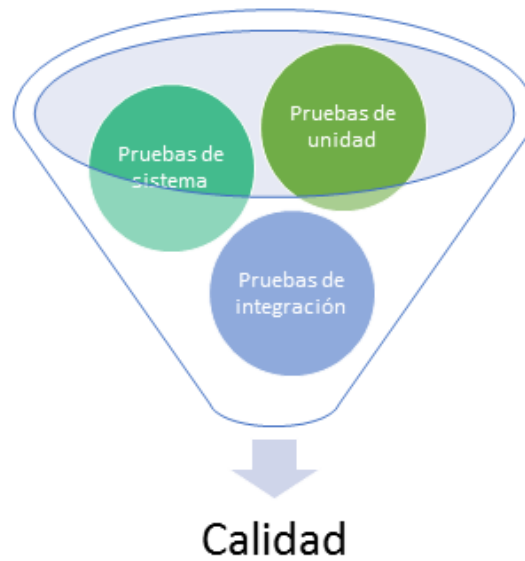 Pruebas de
unidad
Pruebas de
sistema
Pruebas de
integración
Calidad